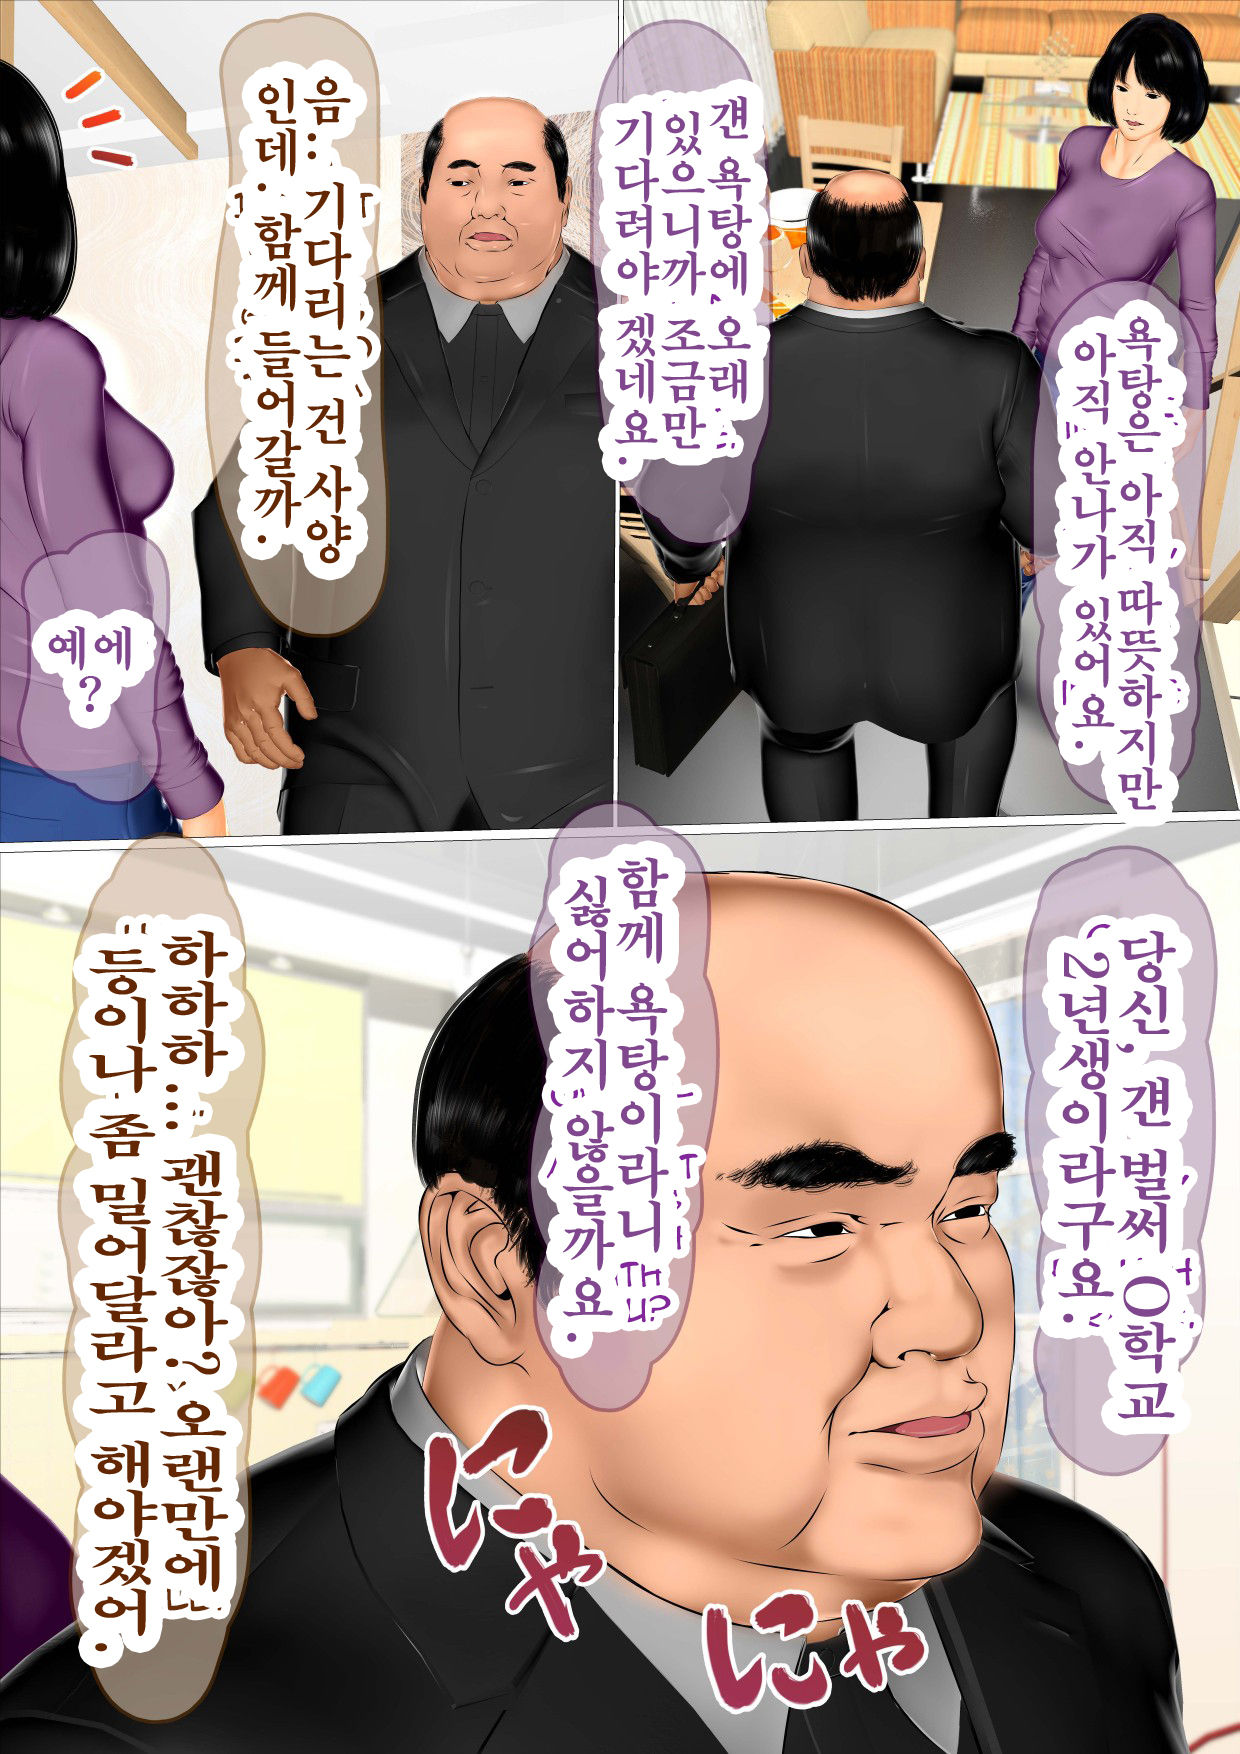 욕탕은 아직 따뜻하지만
아직 안나가 있어요.
걘 욕탕에 오래
있으니까 조금만
기다려야 겠네요.
음: 기다리는 건 사양
인데. 함께 들어갈까.
예에
?
당신, 걘 벌써 O학교
2년생이라구요.
함께 욕탕이라니
싫어하지 않을까요.
TH
U?
하하하... 괜찮잖아? 오랜만에
등이나 좀 밀어달라고 해야겠어.
にや
にや